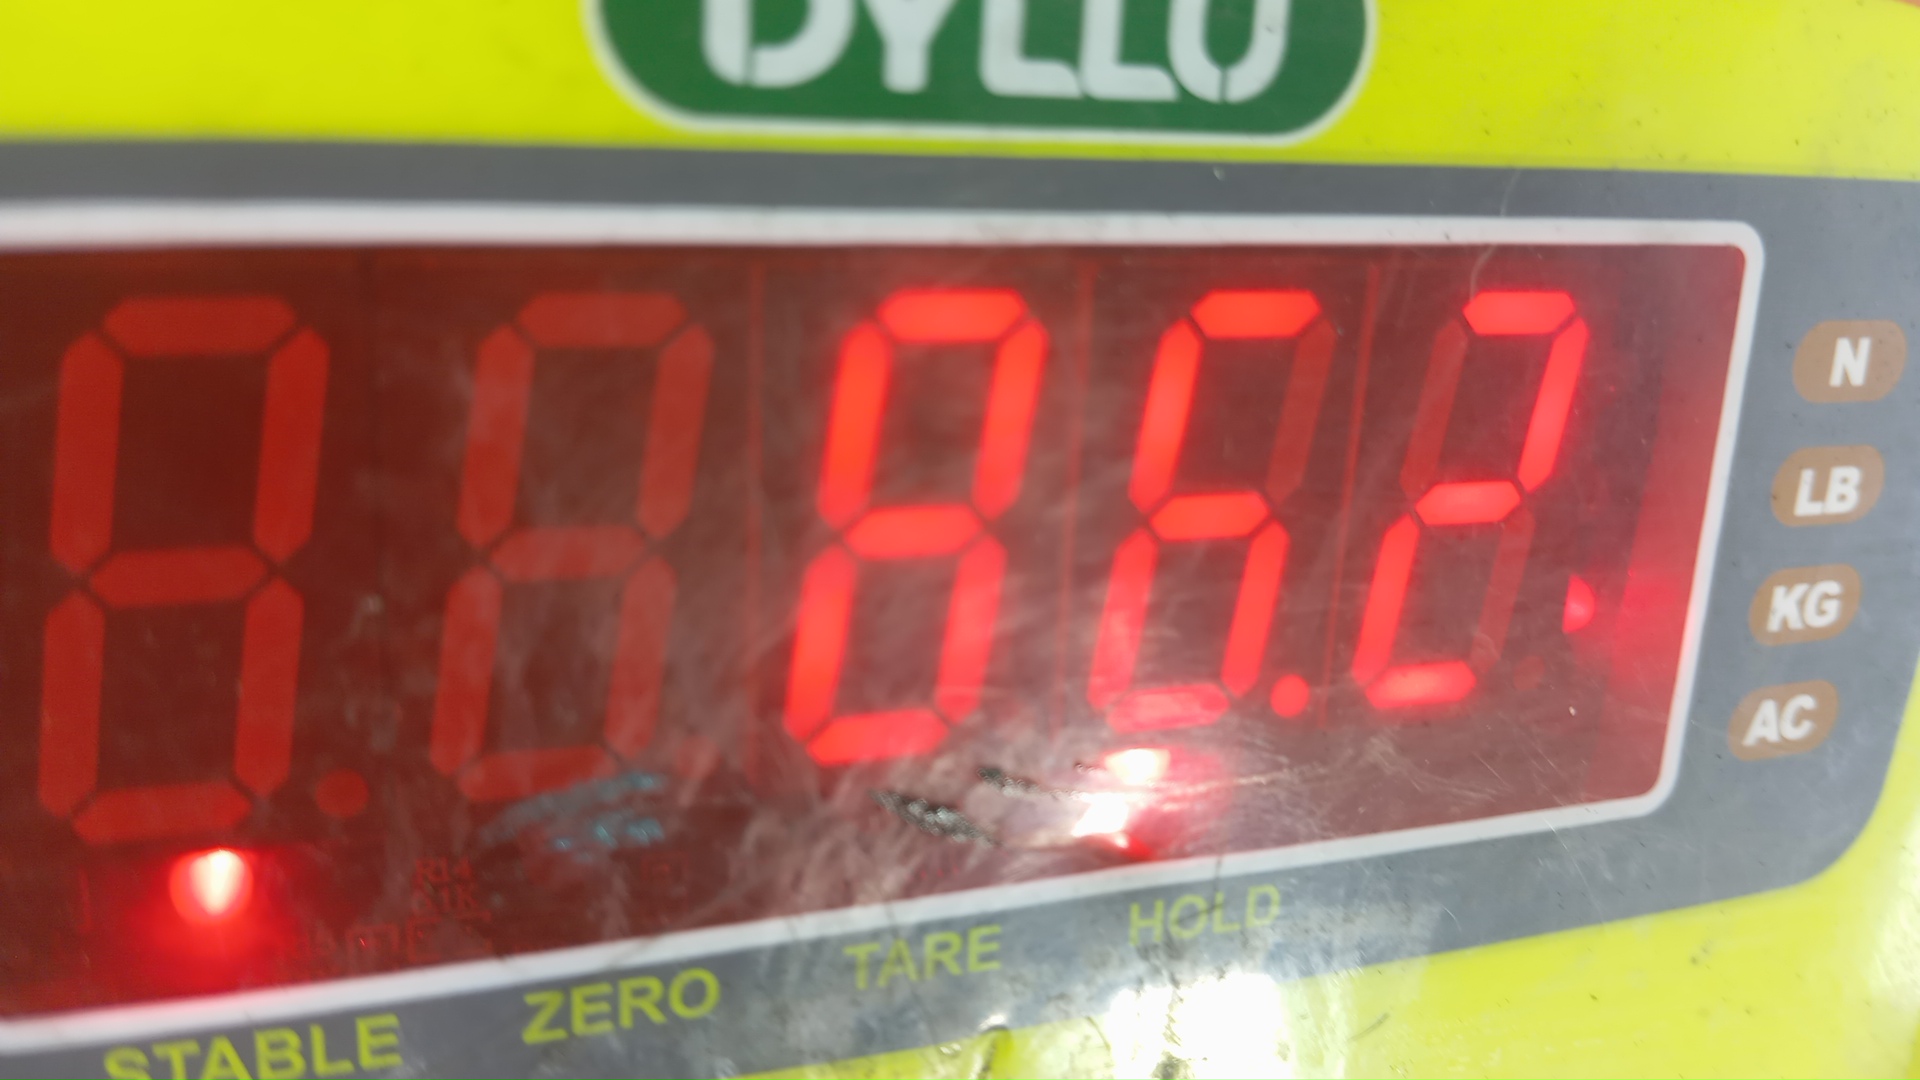 DYLLU
86.2
N
LB
KG
AC
STABLE ZERO TARE HOLD